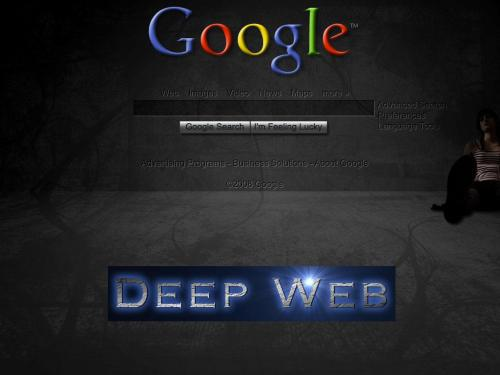 Google™
Web Images Video News Maps more »
Advanced Search
Preferences
Language Tools
Google Search I'm Feeling Lucky
Advertising Programs - Business Solutions - About Google
©2006 Google
DEEP WEB